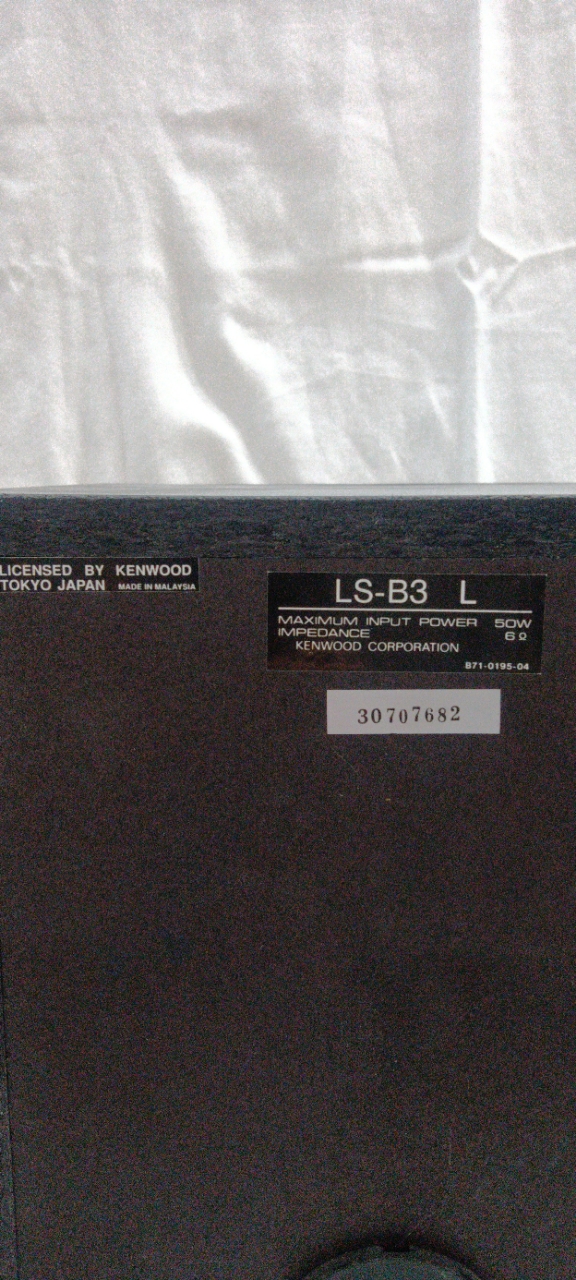 LICENSED BY KENWOOD
TOKYO JAPAN MADE IN MALAYSIA
LS-B3 L
MAXIMUM INPUT POWER 50W
IMPEDANCE 6Ω
KENWOOD CORPORATION
B71-0195-04
30707682